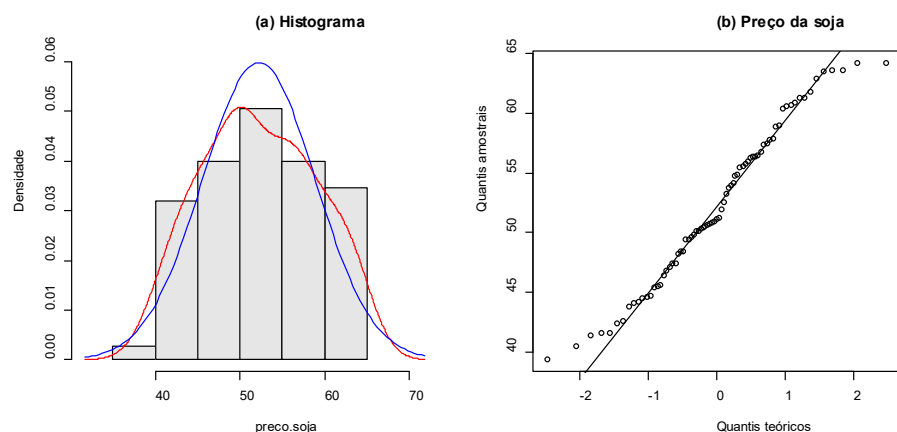 (a) Histograma
Densidade
0.06
0.05
0.04
0.03
0.02
0.01
0.00
40 50 60 70
preco.soja
(b) Preço da soja
Quantis amostrais
65
60
55
50
45
40
-2 -1 0 1 2
Quantis teóricos